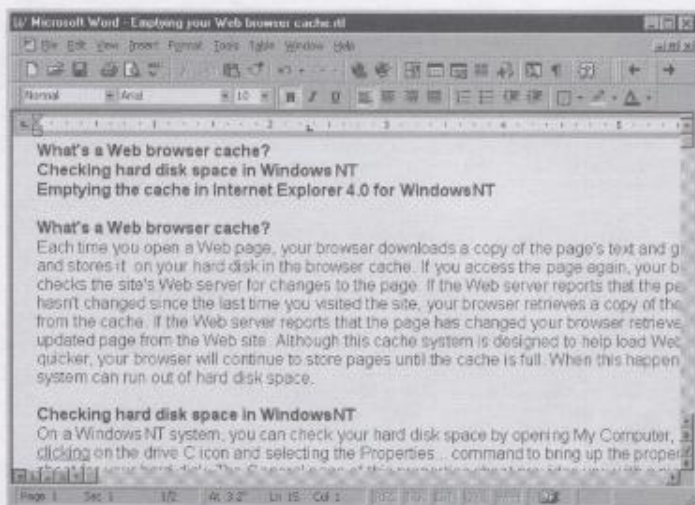 Microsoft Word - Emptying your Web browser cache.rtf
File Edit View Insert Format Tools Table Window Help
Normal Arial 10 B I U
1 2 3 4 5
What's a Web browser cache?
Checking hard disk space in Windows NT
Emptying the cache in Internet Explorer 4.0 for WindowsNT
What's a Web browser cache?
Each time you open a Web page, your browser downloads a copy of the page's text and g
and stores it on your hard disk in the browser cache. If you access the page again, your b
checks the site's Web server for changes to the page. If the Web server reports that the pa
hasn't changed since the last time you visited the site, your browser retrieves a copy of the
from the cache. If the Web server reports that the page has changed your browser retrieve
updated page from the Web site. Although this cache system is designed to help load Web
quicker, your browser will continue to store pages until the cache is full. When this happen
system can run out of hard disk space.
Checking hard disk space in WindowsNT
On a Windows NT system, you can check your hard disk space by opening My Computer,
clicking on the drive C icon and selecting the Properties... command to bring up the proper
Page 1 Sec 1 1/2 At 3.2" Ln 15 Col 1